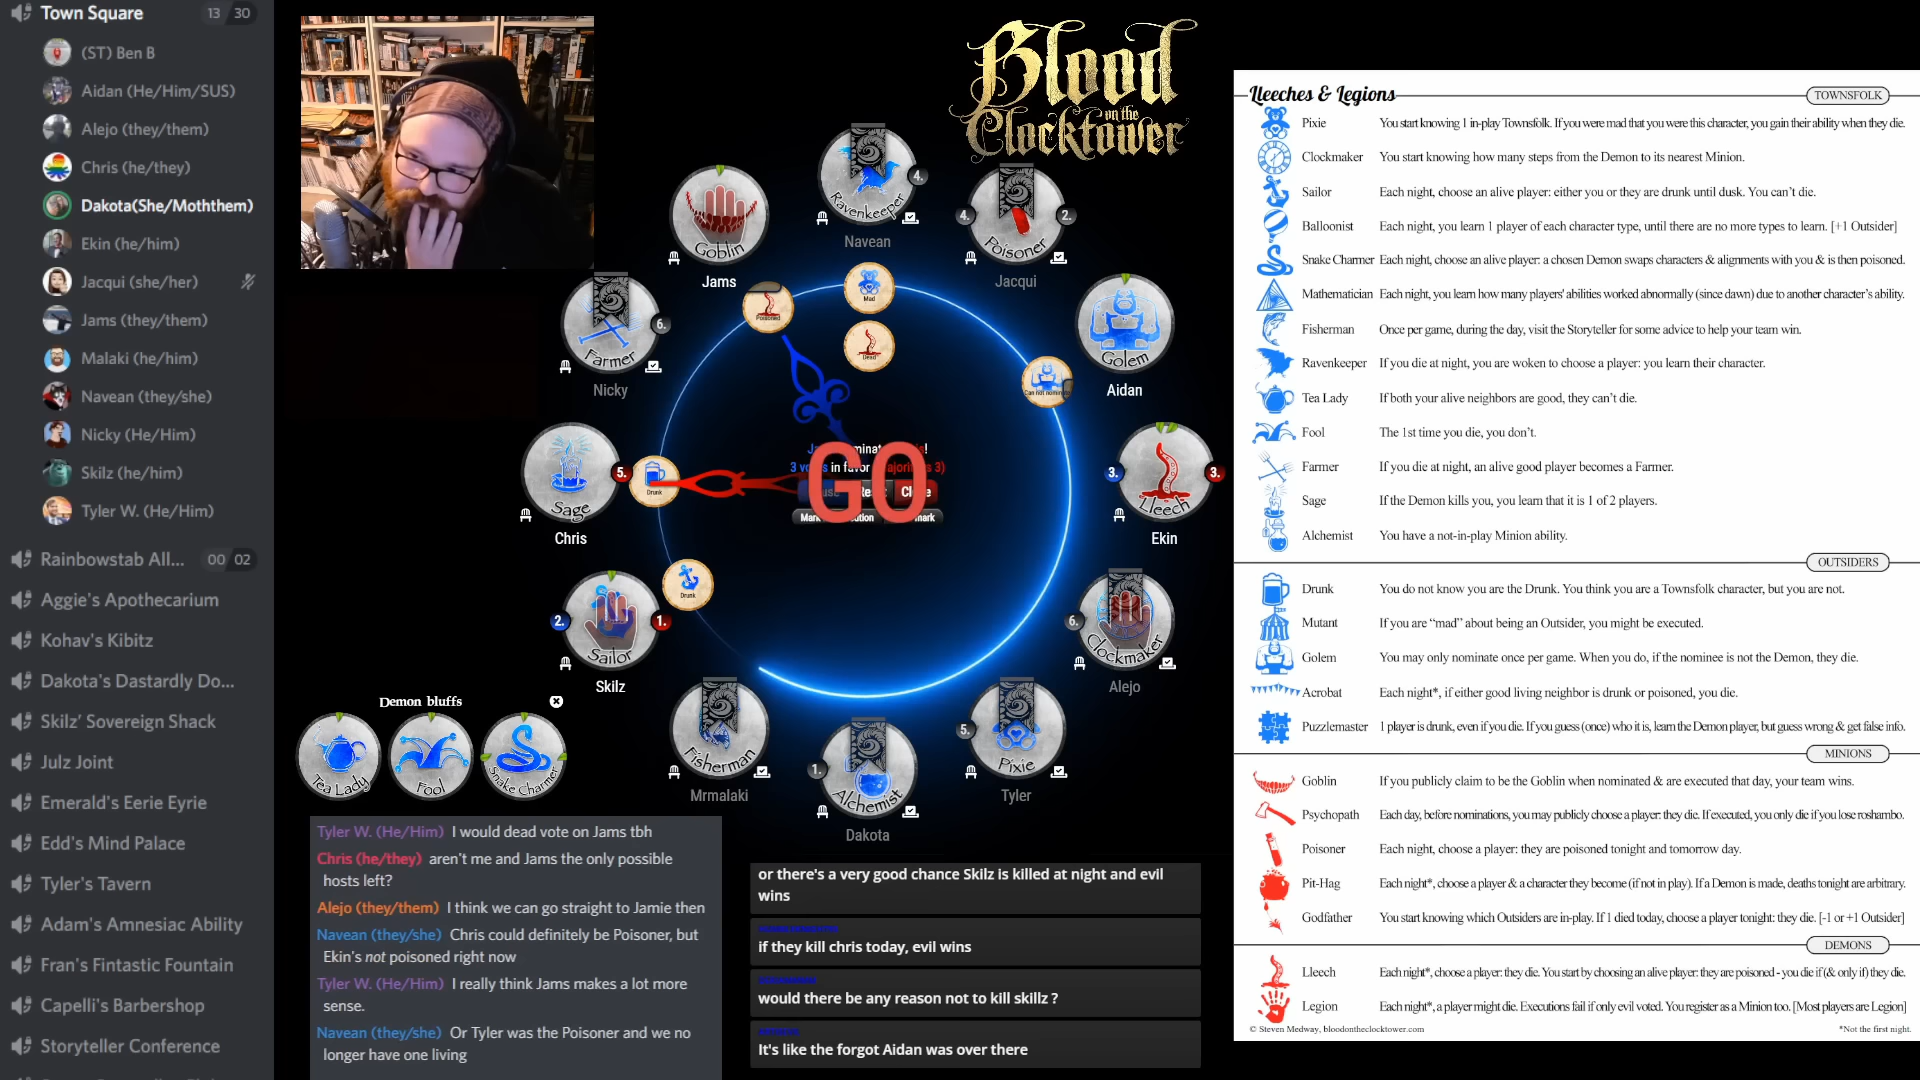 Town Square 13 30
(ST) Ben B
Aidan (He/Him/SUS)
Alejo (they/them)
Chris (he/they)
Dakota(She/Moththem)
Ekin (he/him)
Jacqui (she/her)
Jams (they/them)
Malaki (he/him)
Navean (they/she)
Nicky (He/Him)
Skilz (he/him)
Tyler W. (He/Him)
Rainbowstab All... 00 02
Aggie's Apothecarium
Kohav's Kibitz
Dakota's Dastardly Do...
Skilz' Sovereign Shack
Julz Joint
Emerald's Eerie Eyrie
Edd's Mind Palace
Tyler's Tavern
Adam's Amnesiac Ability
Fran's Fintastic Fountain
Capelli's Barbershop
Storyteller Conference
Blood
on the
Clocktower
Ravenkeeper
4.
Navean
Goblin
Jams
4.
Poisoner
2.
Jacqui
Farmer
6.
Nicky
Golem
Aidan
Poisoned
Mad
Dead
Sage
5.
Chris
Drunk
3 votes in favor
GO
3.
Lleech
3.
Ekin
2.
Sailor
1.
Skilz
Drunk
6.
Clockmaker
Alejo
Fisherman
Mrmalaki
1.
Alchemist
Dakota
5.
Pixie
Tyler
Demon bluffs
Tea Lady
Fool
Snake Charmer
Tyler W. (He/Him) I would dead vote on Jams tbh
Chris (he/they) aren't me and Jams the only possible
hosts left?
Alejo (they/them) I think we can go straight to Jamie then
Navean (they/she) Chris could definitely be Poisoner, but
Ekin's not poisoned right now
Tyler W. (He/Him) I really think Jams makes a lot more
sense.
Navean (they/she) Or Tyler was the Poisoner and we no
longer have one living
or there's a very good chance Skilz is killed at night and evil
wins
if they kill chris today, evil wins
would there be any reason not to kill skillz ?
It's like the forgot Aidan was over there
Lleeches & Legions
TOWNSFOLK
Pixie You start knowing 1 in-play Townsfolk. If you were mad that you were this character, you gain their ability when they die.
Clockmaker You start knowing how many steps from the Demon to its nearest Minion.
Sailor Each night, choose an alive player: either you or they are drunk until dusk. You can't die.
Balloonist Each night, you learn 1 player of each character type, until there are no more types to learn. [+1 Outsider]
Snake Charmer Each night, choose an alive player: a chosen Demon swaps characters & alignments with you & is then poisoned.
Mathematician Each night, you learn how many players' abilities worked abnormally (since dawn) due to another character's ability.
Fisherman Once per game, during the day, visit the Storyteller for some advice to help your team win.
Ravenkeeper If you die at night, you are woken to choose a player: you learn their character.
Tea Lady If both your alive neighbors are good, they can't die.
Fool The 1st time you die, you don't.
Farmer If you die at night, an alive good player becomes a Farmer.
Sage If the Demon kills you, you learn that it is 1 of 2 players.
Alchemist You have a not-in-play Minion ability.
OUTSIDERS
Drunk You do not know you are the Drunk. You think you are a Townsfolk character, but you are not.
Mutant If you are “mad” about being an Outsider, you might be executed.
Golem You may only nominate once per game. When you do, if the nominee is not the Demon, they die.
Acrobat Each night*, if either good living neighbor is drunk or poisoned, you die.
Puzzlemaster 1 player is drunk, even if you die. If you guess (once) who it is, learn the Demon player, but guess wrong & get false info.
MINIONS
Goblin If you publicly claim to be the Goblin when nominated & are executed that day, your team wins.
Psychopath Each day, before nominations, you may publicly choose a player: they die. If executed, you only die if you lose roshambo.
Poisoner Each night, choose a player: they are poisoned tonight and tomorrow day.
Pit-Hag Each night*, choose a player & a character they become (if not in play). If a Demon is made, deaths tonight are arbitrary.
Godfather You start knowing which Outsiders are in-play. If 1 died today, choose a player tonight: they die. [-1 or +1 Outsider]
DEMONS
Lleech Each night*, choose a player: they die. You start by choosing an alive player: they are poisoned - you die if (& only if) they die.
Legion Each night*, a player might die. Executions fail if only evil voted. You register as a Minion too. [Most players are Legion]
© Steven Medway, bloodontheclocktower.com *Not the first night.